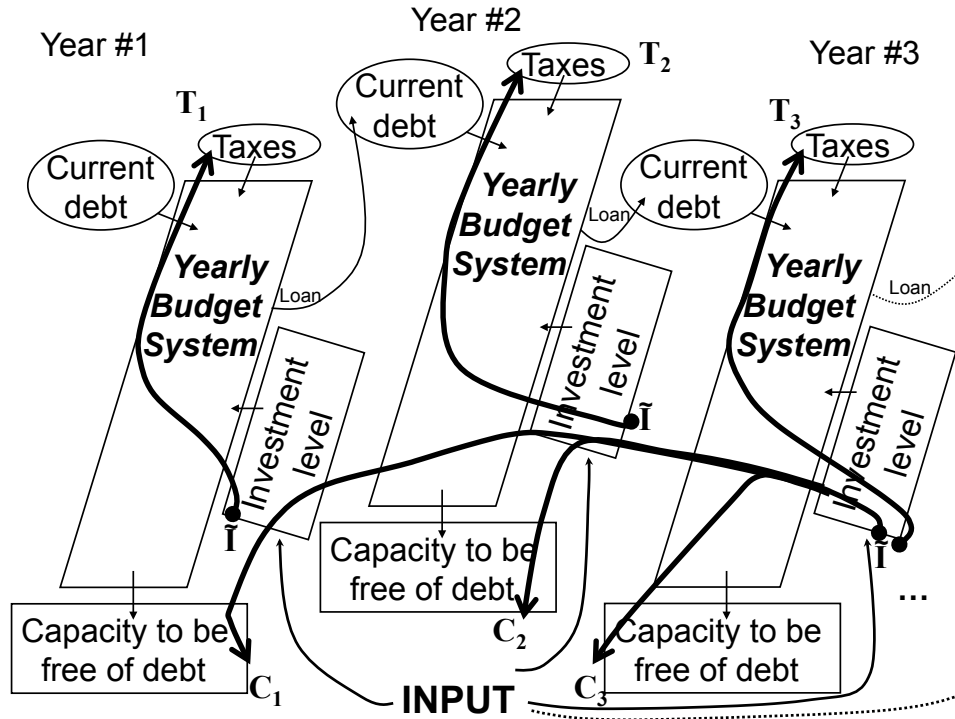 Year #1
Year #2
Year #3
T1
Taxes
Current
debt
Yearly
Budget
System
Loan
Investment
level
Ĩ
Capacity to be
free of debt
C1
T2
Taxes
Current
debt
Yearly
Budget
System
Loan
Investment
level
Ĩ
Capacity to be
free of debt
C2
T3
Taxes
Current
debt
Yearly
Budget
System
Loan
Investment
level
Ĩ
...
Capacity to be
free of debt
C3
INPUT